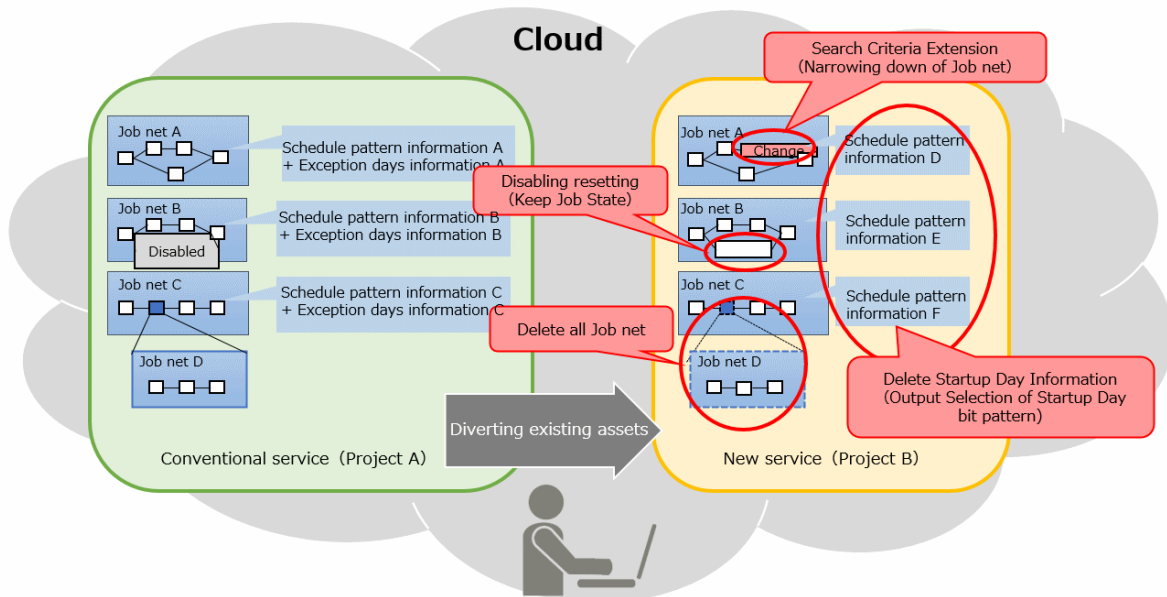 Cloud
Search Criteria Extension
(Narrowing down of Job net)
Job net A
Schedule pattern information A
+ Exception days information A
Job net B
Disabled
Schedule pattern information B
+ Exception days information B
Job net C
Schedule pattern information C
+ Exception days information C
Job net D
Conventional service (Project A)
Diverting existing assets
Disabling resetting
(Keep Job State)
Delete all Job net
Job net A
Change
Schedule pattern
information D
Job net B
Schedule pattern
information E
Job net C
Schedule pattern
information F
Job net D
Delete Startup Day Information
(Output Selection of Startup Day
bit pattern)
New service (Project B)